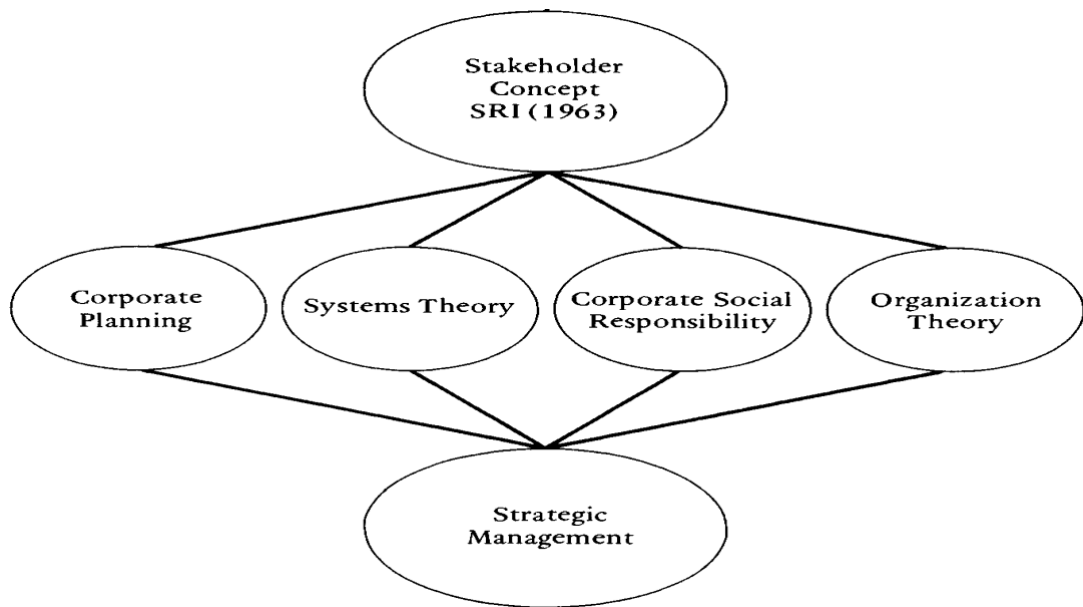 Stakeholder
Concept
SRI (1963)
Corporate
Planning
Systems Theory
Corporate Social
Responsibility
Organization
Theory
Strategic
Management